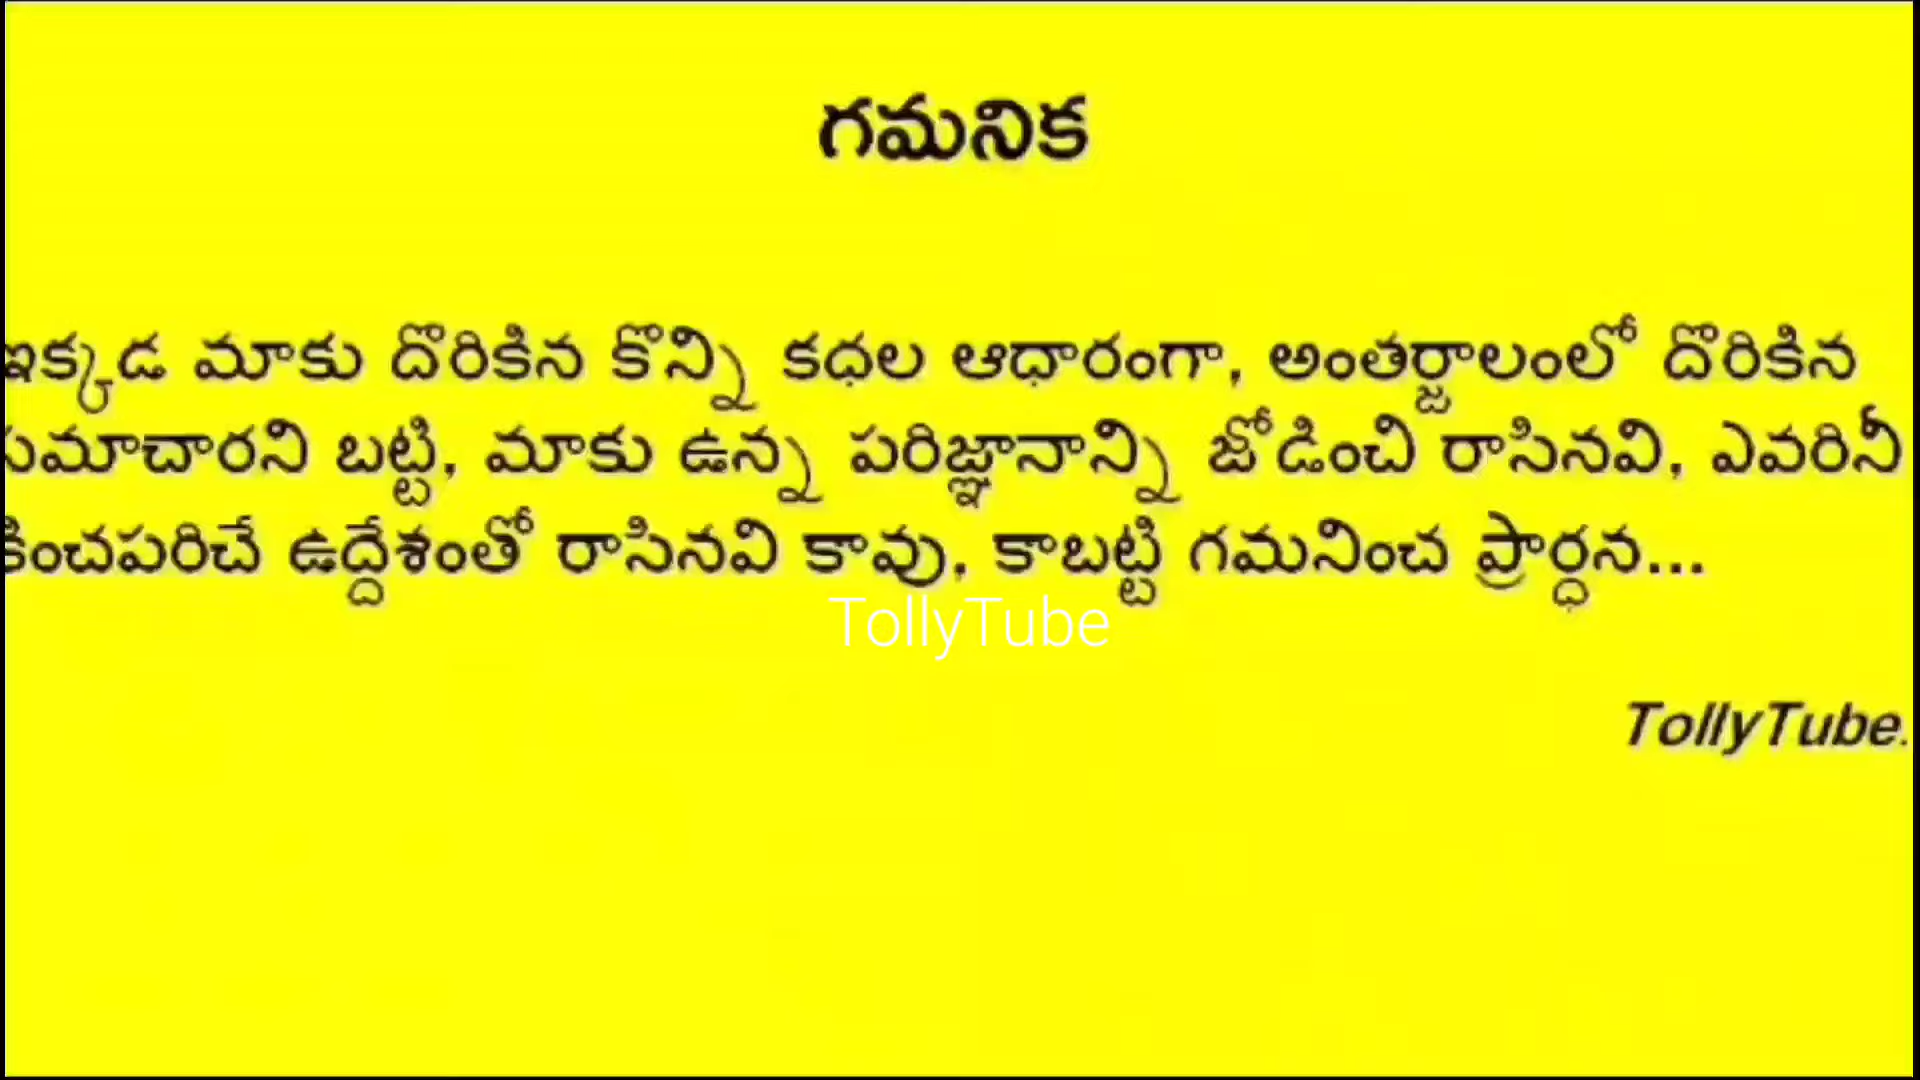 గమనిక
ఇక్కడ మాకు దొరికిన కొన్ని కధల ఆధారంగా, అంతర్జాలంలో దొరికిన
సమాచారని బట్టి, మాకు ఉన్న పరిజ్ఞానాన్ని జోడించి రాసినవి, ఎవరినీ
కించపరిచే ఉద్దేశంతో రాసినవి కావు. కాబట్టి గమనించ ప్రార్ధన...
TollyTube
TollyTube.